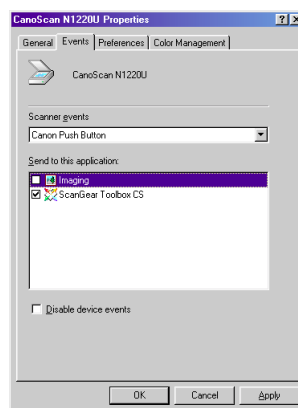 CanoScan N1220U Properties
General Events Preferences Color Management
CanoScan N1220U
Scanner events
Canon Push Button
Send to this application:
Imaging
ScanGear Toolbox CS
Disable device events
OK Cancel Apply